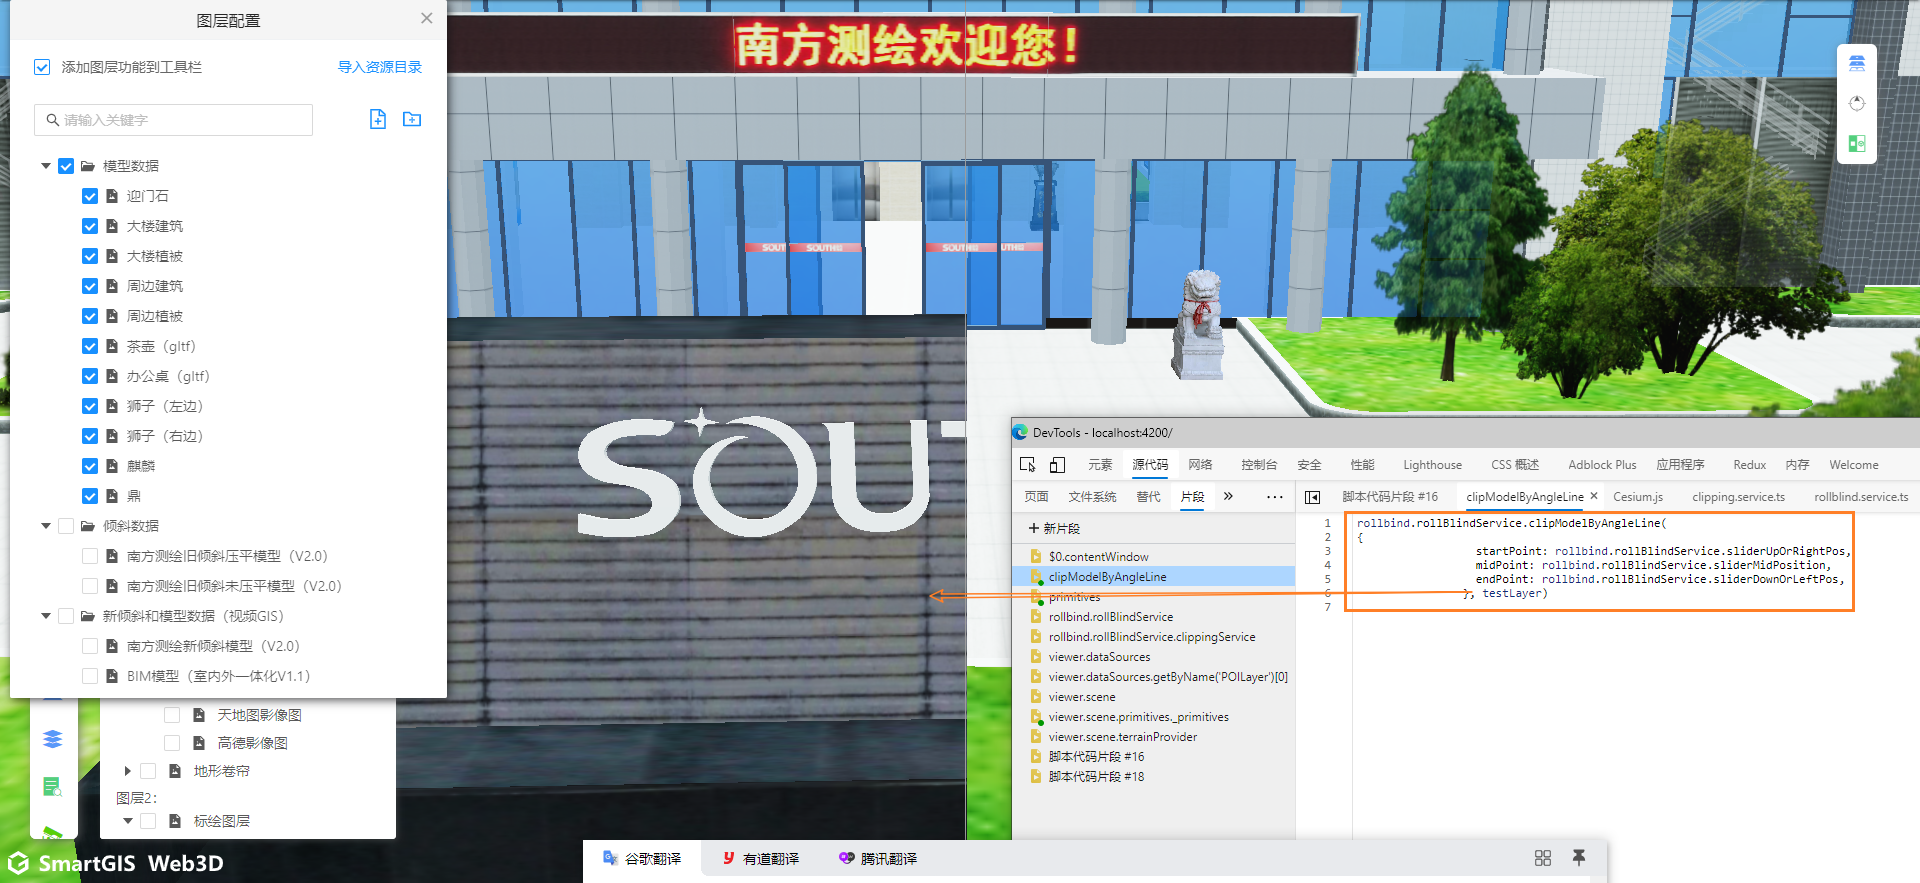 图层配置
添加图层功能到工具栏
导入资源目录
请输入关键字
模型数据
迎门石
大楼建筑
大楼植被
周边建筑
周边植被
茶壶（gltf）
办公桌（gltf）
狮子（左边）
狮子（右边）
麒麟
鼎
倾斜数据
南方测绘旧倾斜压平模型（V2.0）
南方测绘旧倾斜未压平模型（V2.0）
新倾斜和模型数据（视频GIS）
南方测绘新倾斜模型（V2.0）
BIM模型（室内外一体化V1.1）
天地图影像图
高德影像图
地形卷帘
图层2：
标绘图层
SmartGIS Web3D
南方测绘欢迎您！
SOUT SOUTH SOUTH UTH
SOUT
DevTools - localhost:4200/
元素 源代码 网络 控制台 安全 性能 Lighthouse CSS 概述 Adblock Plus 应用程序 Redux 内存 Welcome
页面 文件系统 替代 片段 » ⋯
脚本代码片段 #16 clipModelByAngleLine × Cesium.js clipping.service.ts rollblind.service.ts
+ 新片段
$0.contentWindow
clipModelByAngleLine
primitives
rollbind.rollBlindService
rollbind.rollBlindService.clippingService
viewer.dataSources
viewer.dataSources.getByName('POILayer')[0]
viewer.scene
viewer.scene.primitives._primitives
viewer.scene.terrainProvider
脚本代码片段 #16
脚本代码片段 #18
1 rollbind.rollBlindService.clipModelByAngleLine(
2 {
3 startPoint: rollbind.rollBlindService.sliderUpOrRightPos,
4 midPoint: rollbind.rollBlindService.sliderMidPosition,
5 endPoint: rollbind.rollBlindService.sliderDownOrLeftPos,
6 }, testLayer)
7
谷歌翻译 有道翻译 腾讯翻译